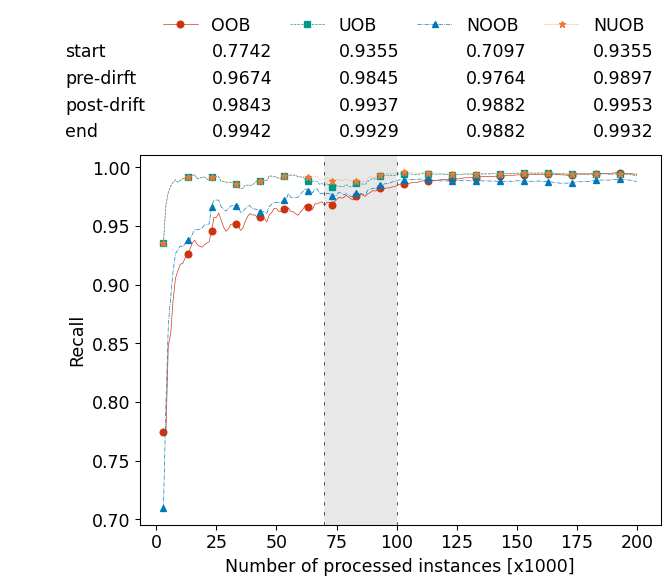 OOB UOB NOOB NUOB
start 0.7742 0.9355 0.7097 0.9355
pre-dirft 0.9674 0.9845 0.9764 0.9897
post-drift 0.9843 0.9937 0.9882 0.9953
end 0.9942 0.9929 0.9882 0.9932
1.00
0.95
0.90
0.85
0.80
0.75
0.70
Recall
0 25 50 75 100 125 150 175 200
Number of processed instances [x1000]